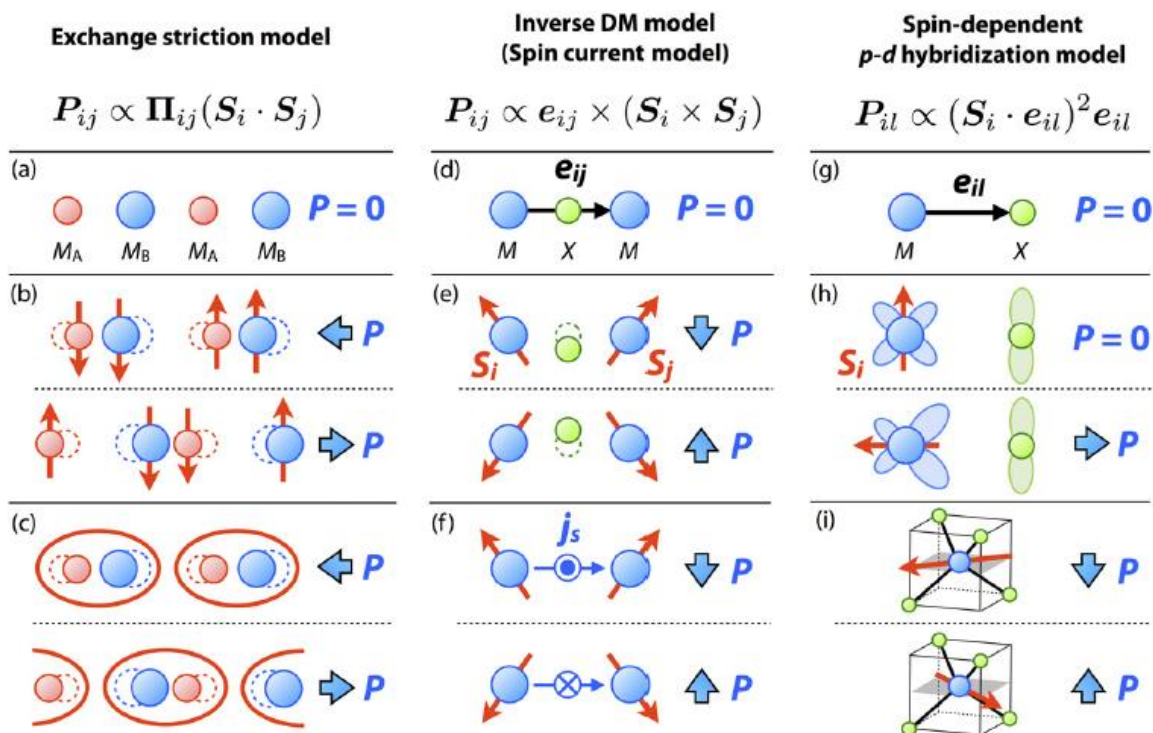 Exchange striction model
Inverse DM model
(Spin current model)
Spin-dependent
p-d hybridization model
P_ij ∝ Π_ij(S_i · S_j)
P_ij ∝ e_ij × (S_i × S_j)
P_il ∝ (S_i · e_il)²e_il
(a)
P = 0
M_A M_B M_A M_B
(b)
P
P
(c)
P
P
(d)
e_ij
P = 0
M X M
(e)
S_i S_j
P
P
(f)
j_s
P
P
(g)
e_il
P = 0
M X
(h)
S_i
P = 0
P
(i)
P
P